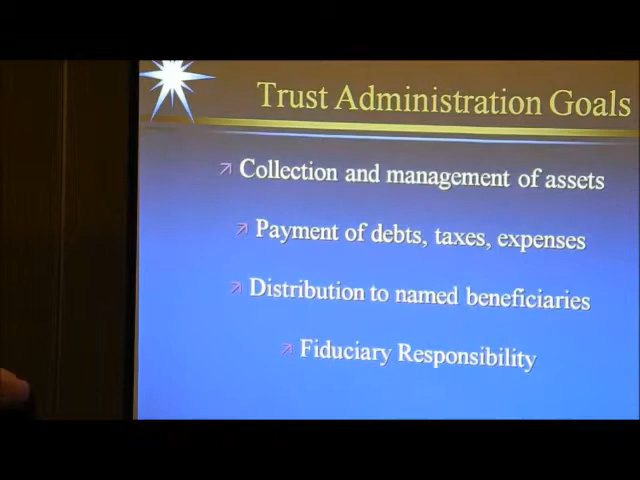 Trust Administration Goals
Collection and management of assets
Payment of debts, taxes, expenses
Distribution to named beneficiaries
Fiduciary Responsibility